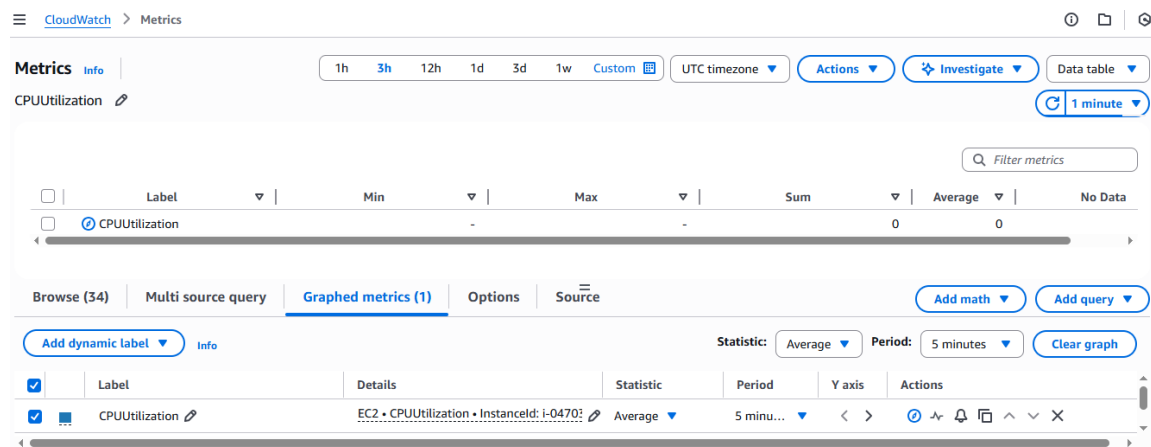 CloudWatch > Metrics
Metrics Info 1h 3h 12h 1d 3d 1w Custom UTC timezone Actions Investigate Data table
CPUUtilization 1 minute
Filter metrics
Label Min Max Sum Average No Data
CPUUtilization - - 0 0
Browse (34) Multi source query Graphed metrics (1) Options Source Add math Add query
Add dynamic label Info Statistic: Average Period: 5 minutes Clear graph
Label Details Statistic Period Y axis Actions
CPUUtilization EC2 • CPUUtilization • InstanceId: i-0470 Average 5 minu...